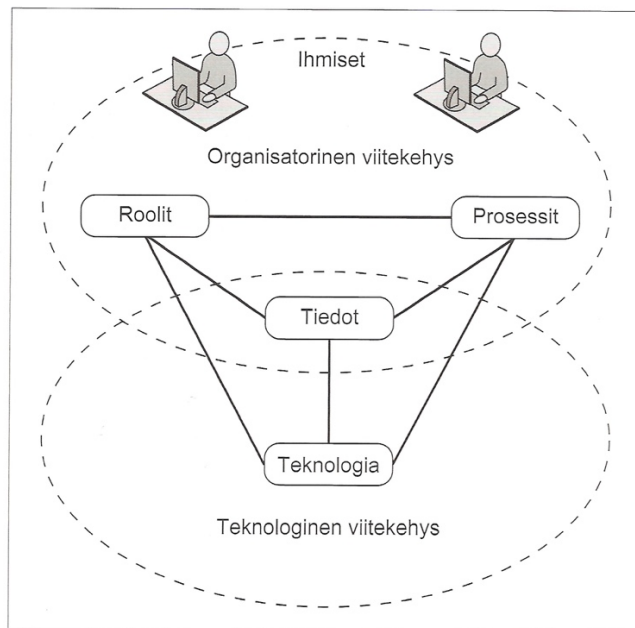 Ihmiset
Organisatorinen viitekehys
Roolit
Prosessit
Tiedot
Teknologia
Teknologinen viitekehys